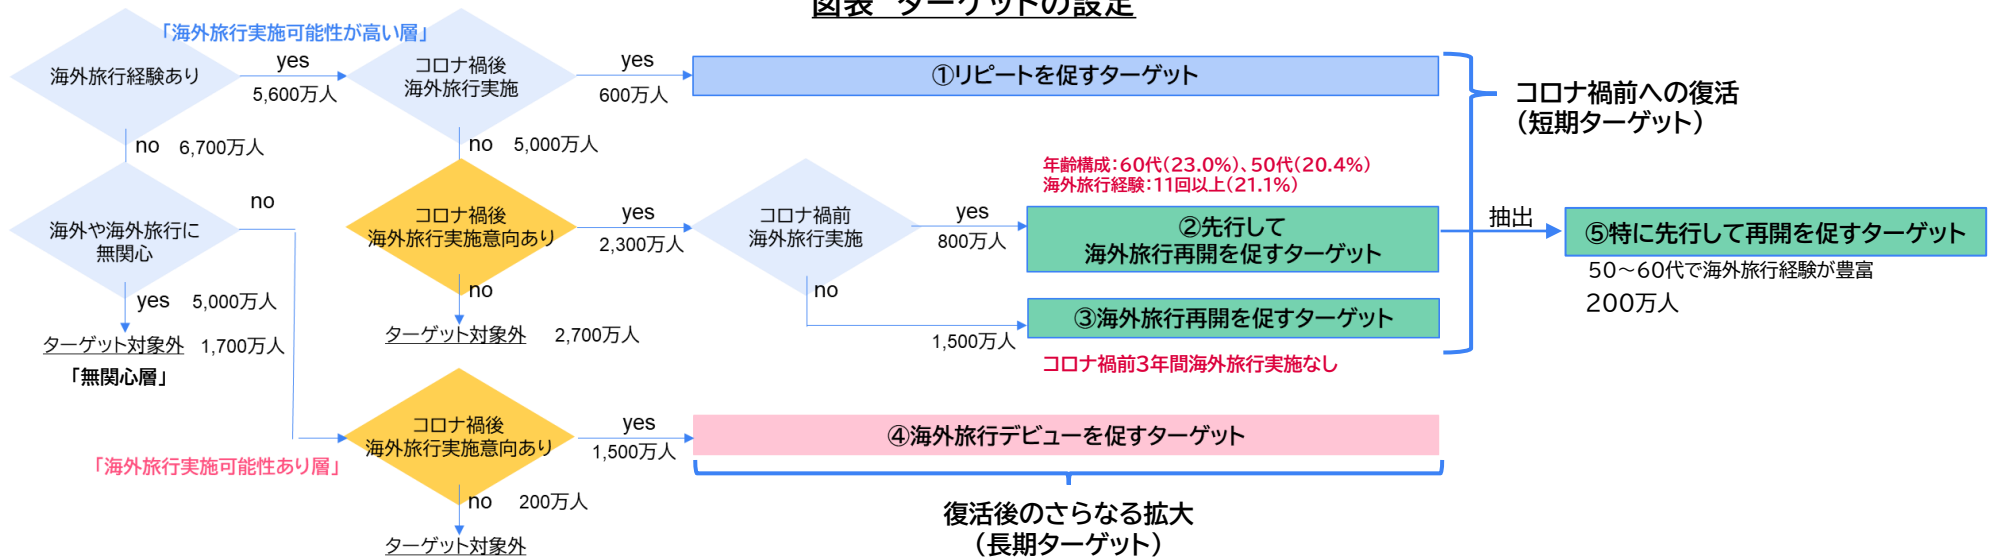 図表 ターゲットの設定
「海外旅行実施可能性が高い層」
海外旅行経験あり
yes
5,600万人
コロナ禍後
海外旅行実施
yes
600万人
①リピートを促すターゲット
コロナ禍前への復活
（短期ターゲット）
no 6,700万人
no 5,000万人
年齢構成：60代（23.0%）、50代（20.4%）
海外旅行経験：11回以上（21.1%）
海外や海外旅行に
無関心
no
コロナ禍後
海外旅行実施意向あり
yes
2,300万人
コロナ禍前
海外旅行実施
yes
800万人
②先行して
海外旅行再開を促すターゲット
抽出
⑤特に先行して再開を促すターゲット
50～60代で海外旅行経験が豊富
200万人
yes 5,000万人
no
no
ターゲット対象外 1,700万人
「無関心層」
ターゲット対象外 2,700万人
1,500万人
③海外旅行再開を促すターゲット
コロナ禍前3年間海外旅行実施なし
コロナ禍後
海外旅行実施意向あり
yes
1,500万人
④海外旅行デビューを促すターゲット
「海外旅行実施可能性あり層」
no 200万人
ターゲット対象外
復活後のさらなる拡大
（長期ターゲット）